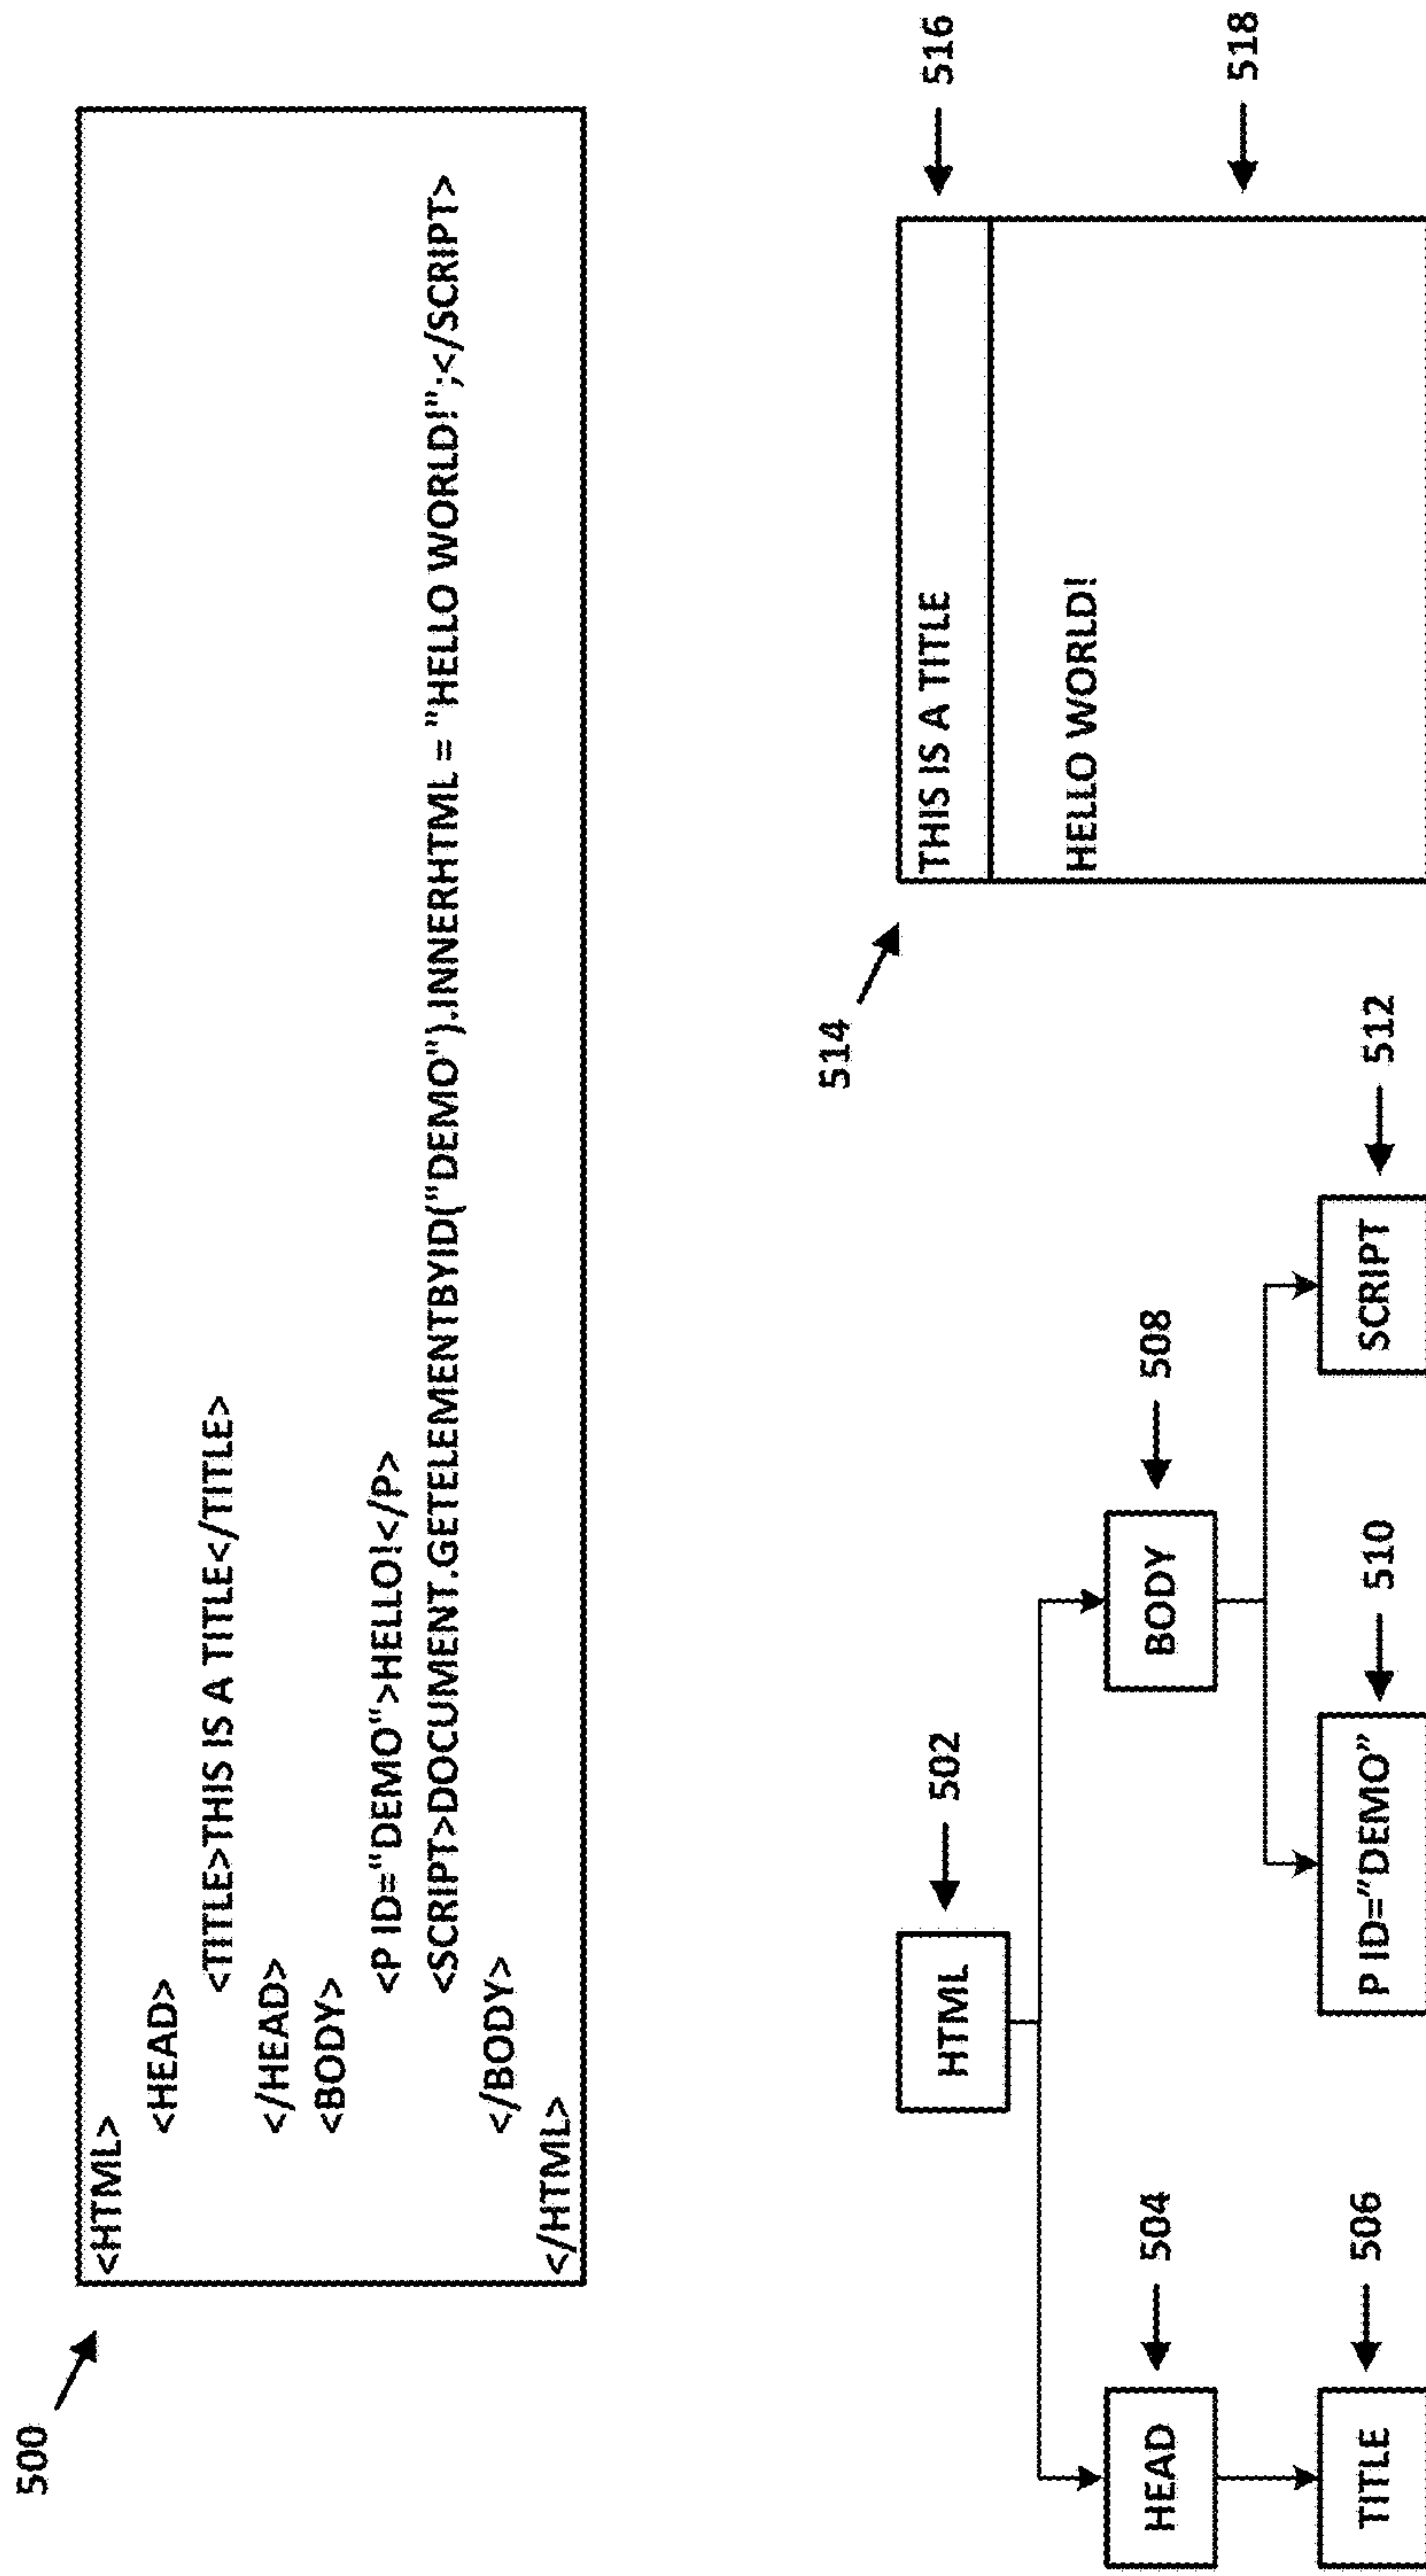 500
<HTML>
<HEAD>
<TITLE>THIS IS A TITLE</TITLE>
</HEAD>
<BODY>
<P ID="DEMO">HELLO!</P>
<SCRIPT>DOCUMENT.GETELEMENTBYID("DEMO").INNERHTML = "HELLO WORLD!";</SCRIPT>
</BODY>
</HTML>
HTML
502
HEAD
504
BODY
508
TITLE
506
P ID="DEMO"
510
SCRIPT
512
514
THIS IS A TITLE
516
HELLO WORLD!
518